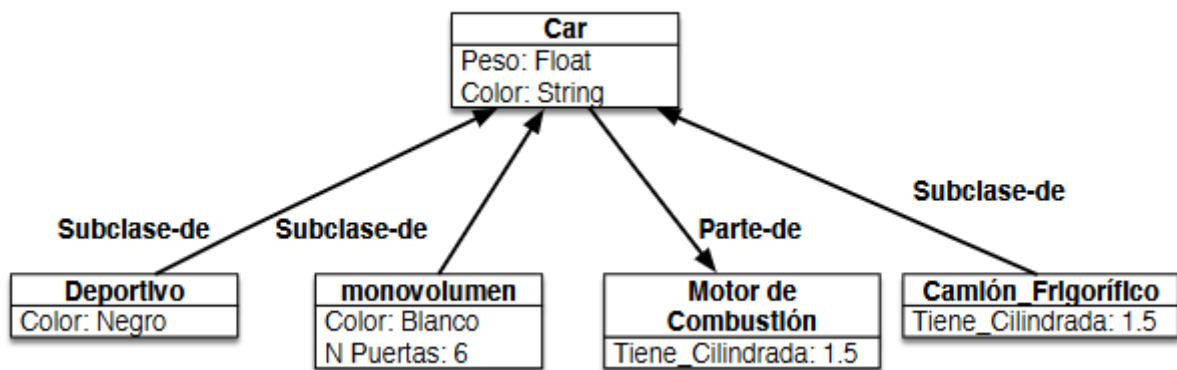 Car
Peso: Float
Color: String
Subclase-de
Subclase-de
Parte-de
Subclase-de
Deportivo
Color: Negro
monovolumen
Color: Blanco
N Puertas: 6
Motor de
Combustión
Tiene_Cilindrada: 1.5
Camión_Frigorífico
Tiene_Cilindrada: 1.5